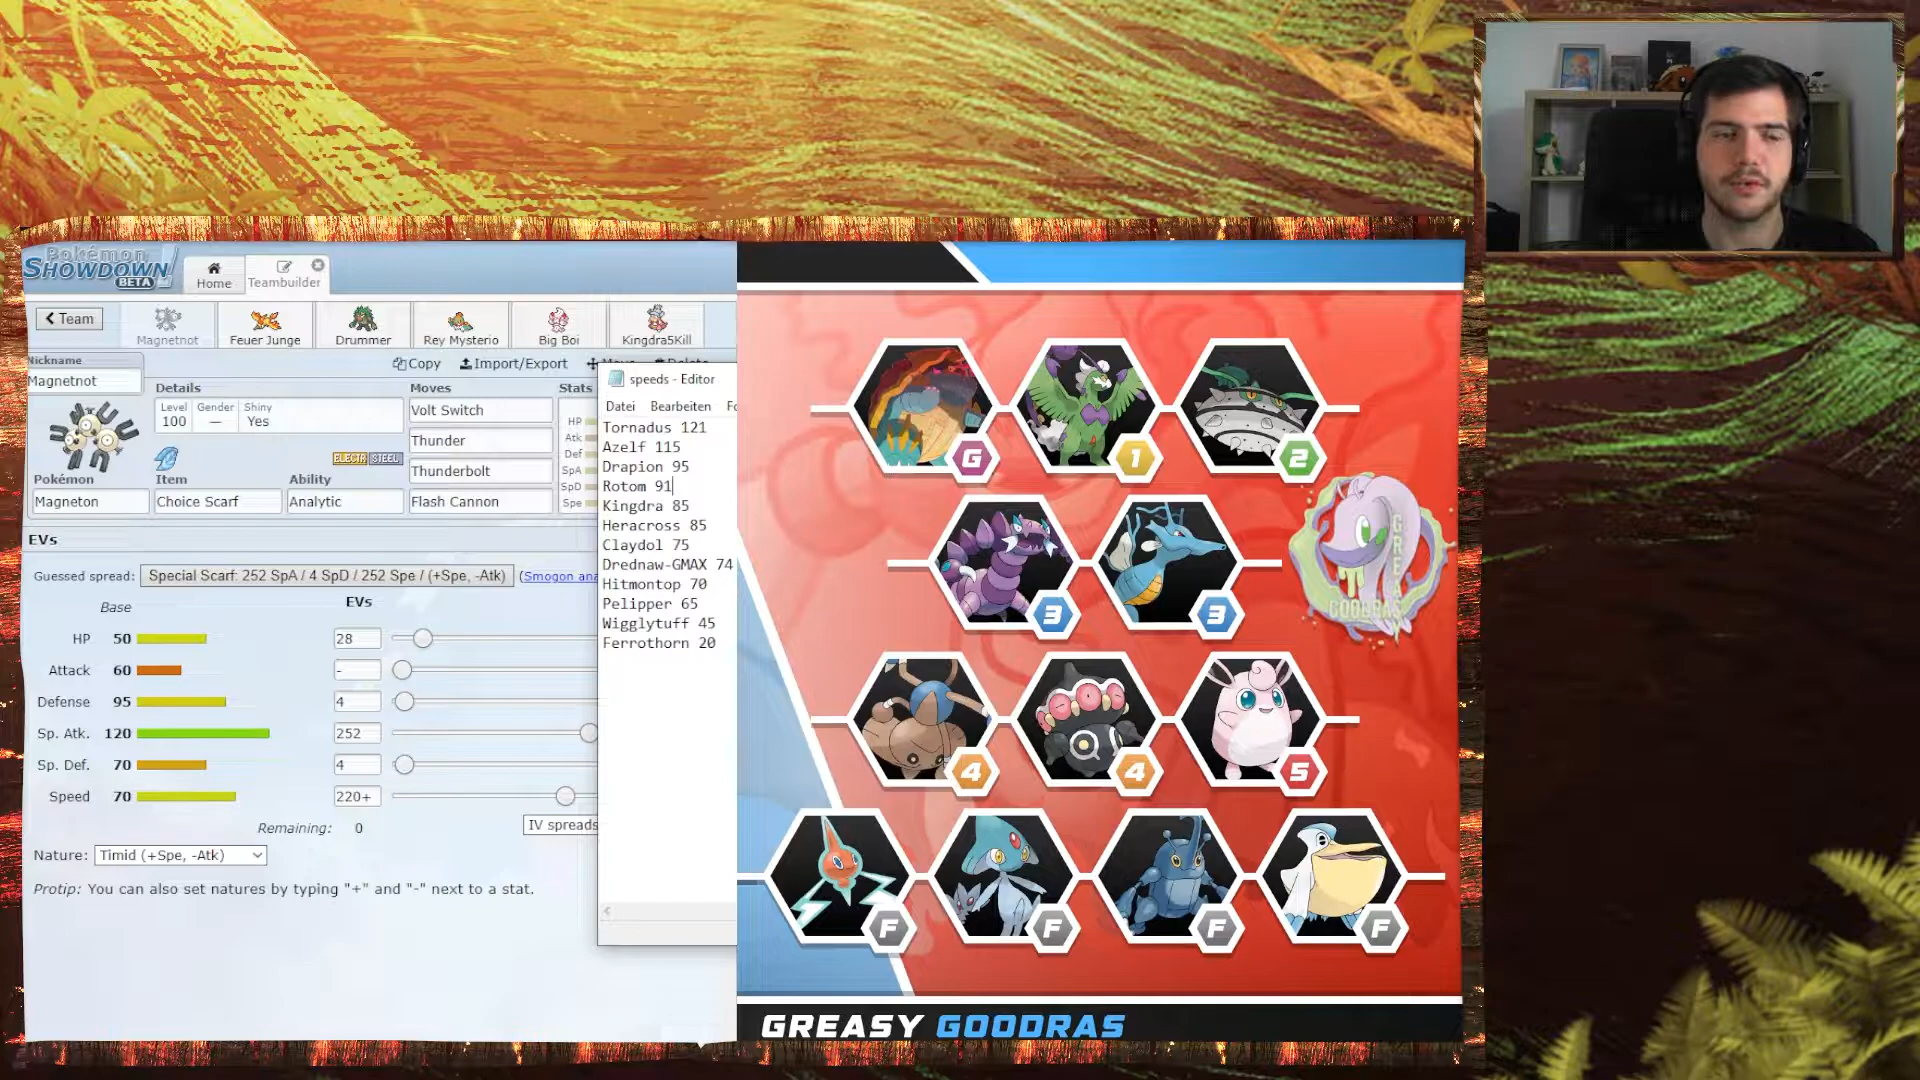 Pokémon
SHOWDOWN
BETA
Home
Teambuilder
Team
Magnetnot
Feuer Junge
Drummer
Rey Mysterio
Big Boi
Kingdra5Kill
Nickname
Magnetnot
Copy
Import/Export
Details
Level
100
Gender
—
Shiny
Yes
ELECTR STEEL
Moves
Volt Switch
Thunder
Thunderbolt
Flash Cannon
Stats
HP
Atk
Def
SpA
SpD
Spe
Pokémon
Magneton
Item
Choice Scarf
Ability
Analytic
EVs
Guessed spread: Special Scarf: 252 SpA / 4 SpD / 252 Spe / (+Spe, -Atk) (Smogon ana
Base
EVs
HP 50 28
Attack 60 -
Defense 95 4
Sp. Atk. 120 252
Sp. Def. 70 4
Speed 70 220+
Remaining: 0
IV spreads
Nature: Timid (+Spe, -Atk)
Protip: You can also set natures by typing "+" and "-" next to a stat.
speeds - Editor
Datei Bearbeiten Fo
Tornadus 121
Azelf 115
Drapion 95
Rotom 91
Kingdra 85
Heracross 85
Claydol 75
Drednaw-GMAX 74
Hitmontop 70
Pelipper 65
Wigglytuff 45
Ferrothorn 20
G
1
2
3
3
GREASY
GOODRAS
4
4
5
F
F
F
F
GREASY GOODRAS